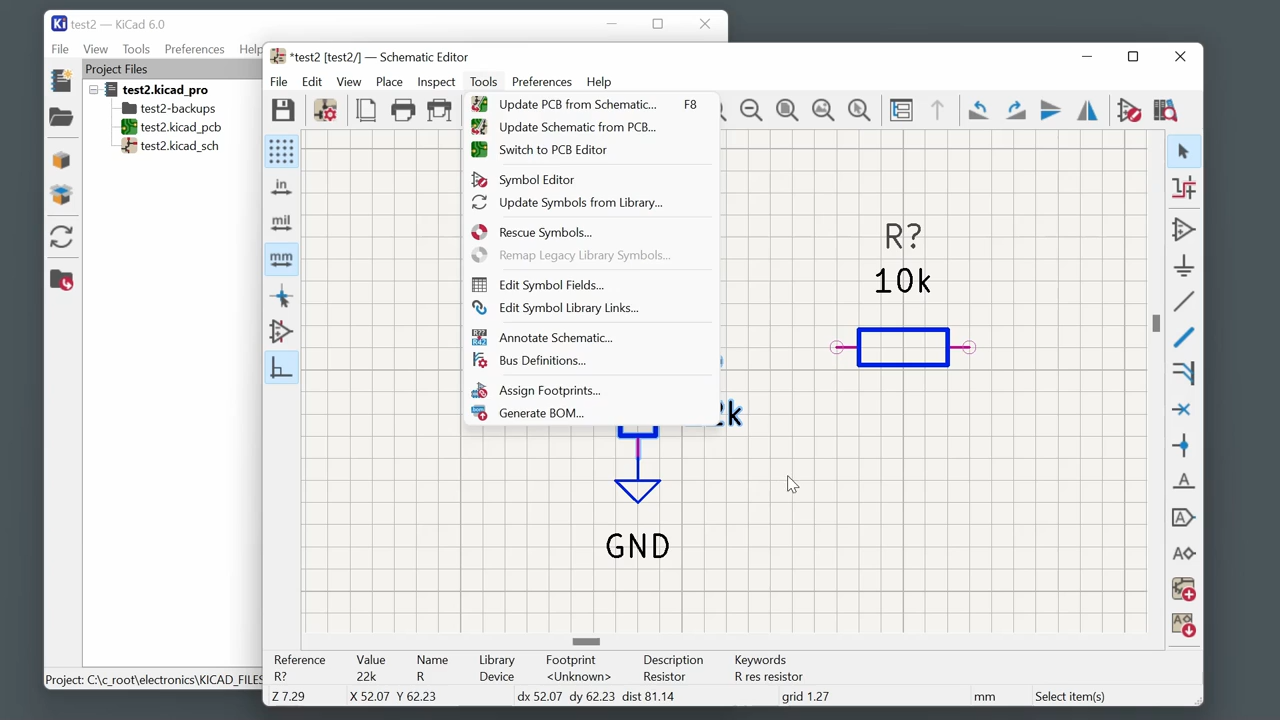 test2 — KiCad 6.0
File View Tools Preferences Help
Project Files
test2.kicad_pro
test2-backups
test2.kicad_pcb
test2.kicad_sch
Project: C:\c_root\electronics\KICAD_FILES
*test2 [test2/] — Schematic Editor
File Edit View Place Inspect Tools Preferences Help
in
mil
mm
Update PCB from Schematic... F8
Update Schematic from PCB...
Switch to PCB Editor
Symbol Editor
Update Symbols from Library...
Rescue Symbols...
Remap Legacy Library Symbols...
Edit Symbol Fields...
Edit Symbol Library Links...
Annotate Schematic...
Bus Definitions...
Assign Footprints...
Generate BOM...
R?
10k
2k
GND
Reference Value Name Library Footprint Description Keywords
R? 22k R Device <Unknown> Resistor R res resistor
Z 7.29 X 52.07 Y 62.23 dx 52.07 dy 62.23 dist 81.14 grid 1.27 mm Select item(s)